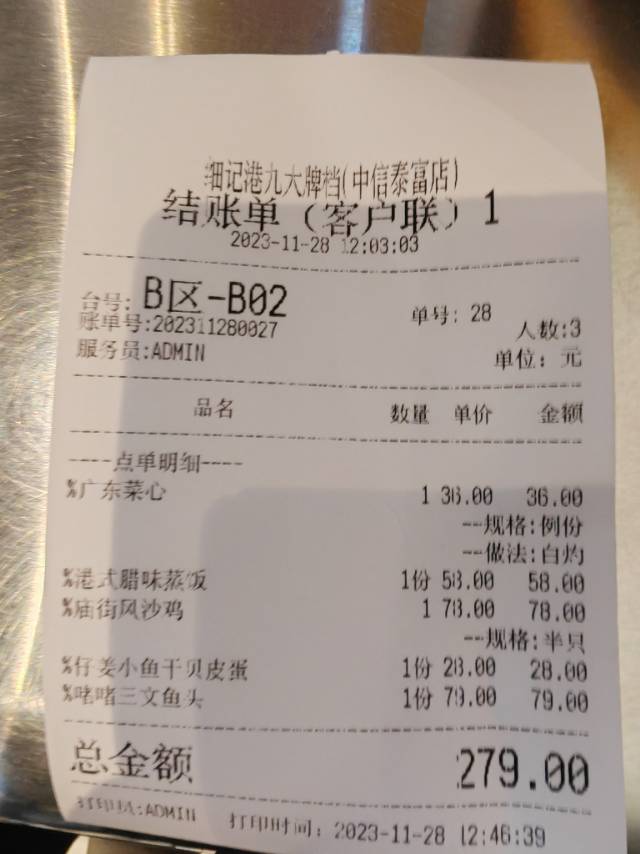 细记港九大牌档(中信泰富店)
结账单（客户联）1
2023-11-28 12:03:03
台号: B区-B02 单号: 28
账单号:202311280027 人数:3
服务员:ADMIN 单位: 元
品名 数量 单价 金额
----点单明细----
%广东菜心 1 36.00 36.00
--规格:例份
--做法:白灼
%港式腊味蒸饭 1份 58.00 58.00
%庙街风沙鸡 1 78.00 78.00
--规格:半只
%仔姜小鱼干贝皮蛋 1份 28.00 28.00
%啫啫三文鱼头 1份 79.00 79.00
总金额 279.00
打印员:ADMIN 打印时间: 2023-11-28 12:46:39